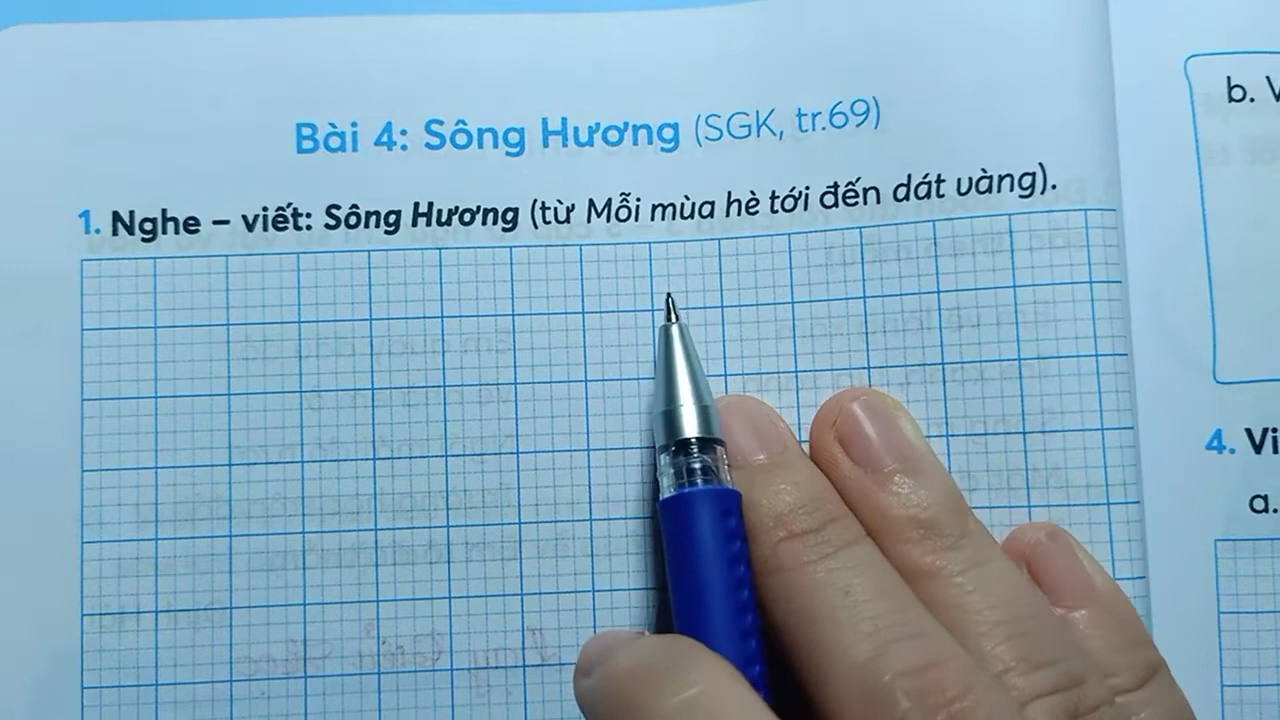 Bài 4: Sông Hương (SGK, tr.69)
1. Nghe – viết: Sông Hương (từ Mỗi mùa hè tới đến dát vàng).
b. V
4. Vi
a.